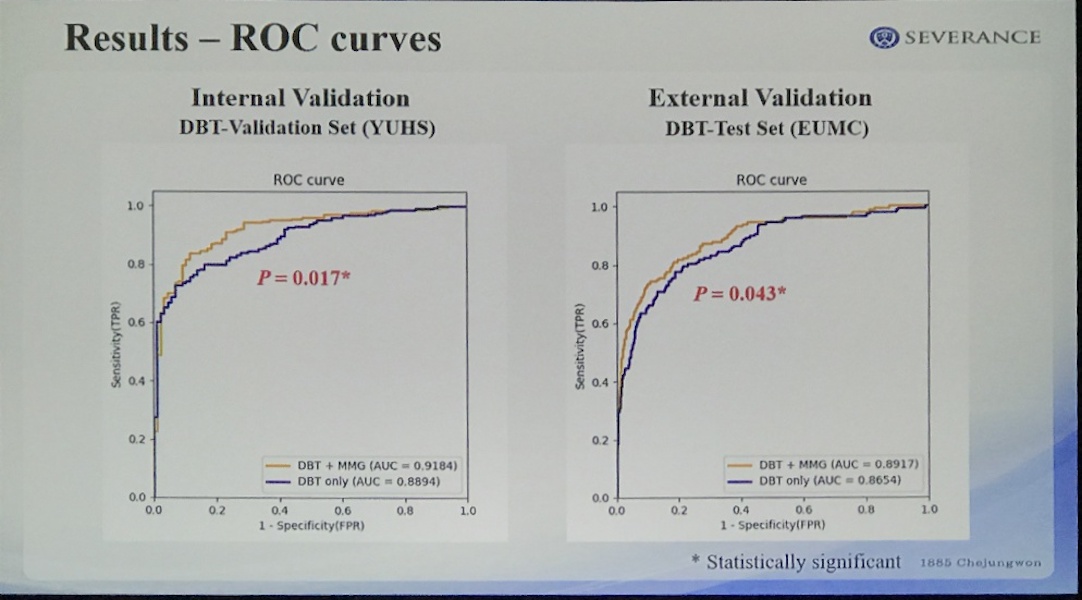 Results – ROC curves
SEVERANCE
Internal Validation
DBT-Validation Set (YUHS)
ROC curve
1.0
0.8
0.6
0.4
0.2
0.0
Sensitivity(TPR)
P = 0.017*
DBT + MMG (AUC = 0.9184)
DBT only (AUC = 0.8894)
0.0 0.2 0.4 0.6 0.8 1.0
1 - Specificity(FPR)
External Validation
DBT-Test Set (EUMC)
ROC curve
1.0
0.8
0.6
0.4
0.2
0.0
Sensitivity(TPR)
P = 0.043*
DBT + MMG (AUC = 0.8917)
DBT only (AUC = 0.8654)
0.0 0.2 0.4 0.6 0.8 1.0
1 - Specificity(FPR)
* Statistically significant
1885 Chejungwon